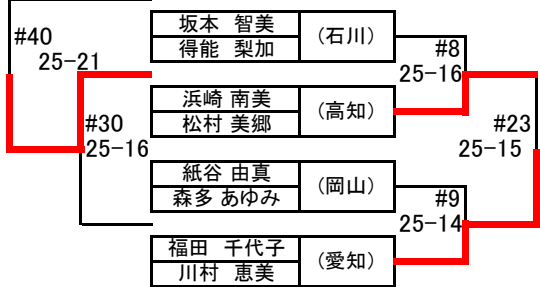 #40
25-21
坂本 智美
得能 梨加
（石川）
#8
25-16
浜崎 南美
松村 美郷
（高知）
#30
25-16
#23
25-15
紙谷 由真
森多 あゆみ
（岡山）
#9
25-14
福田 千代子
川村 恵美
（愛知）